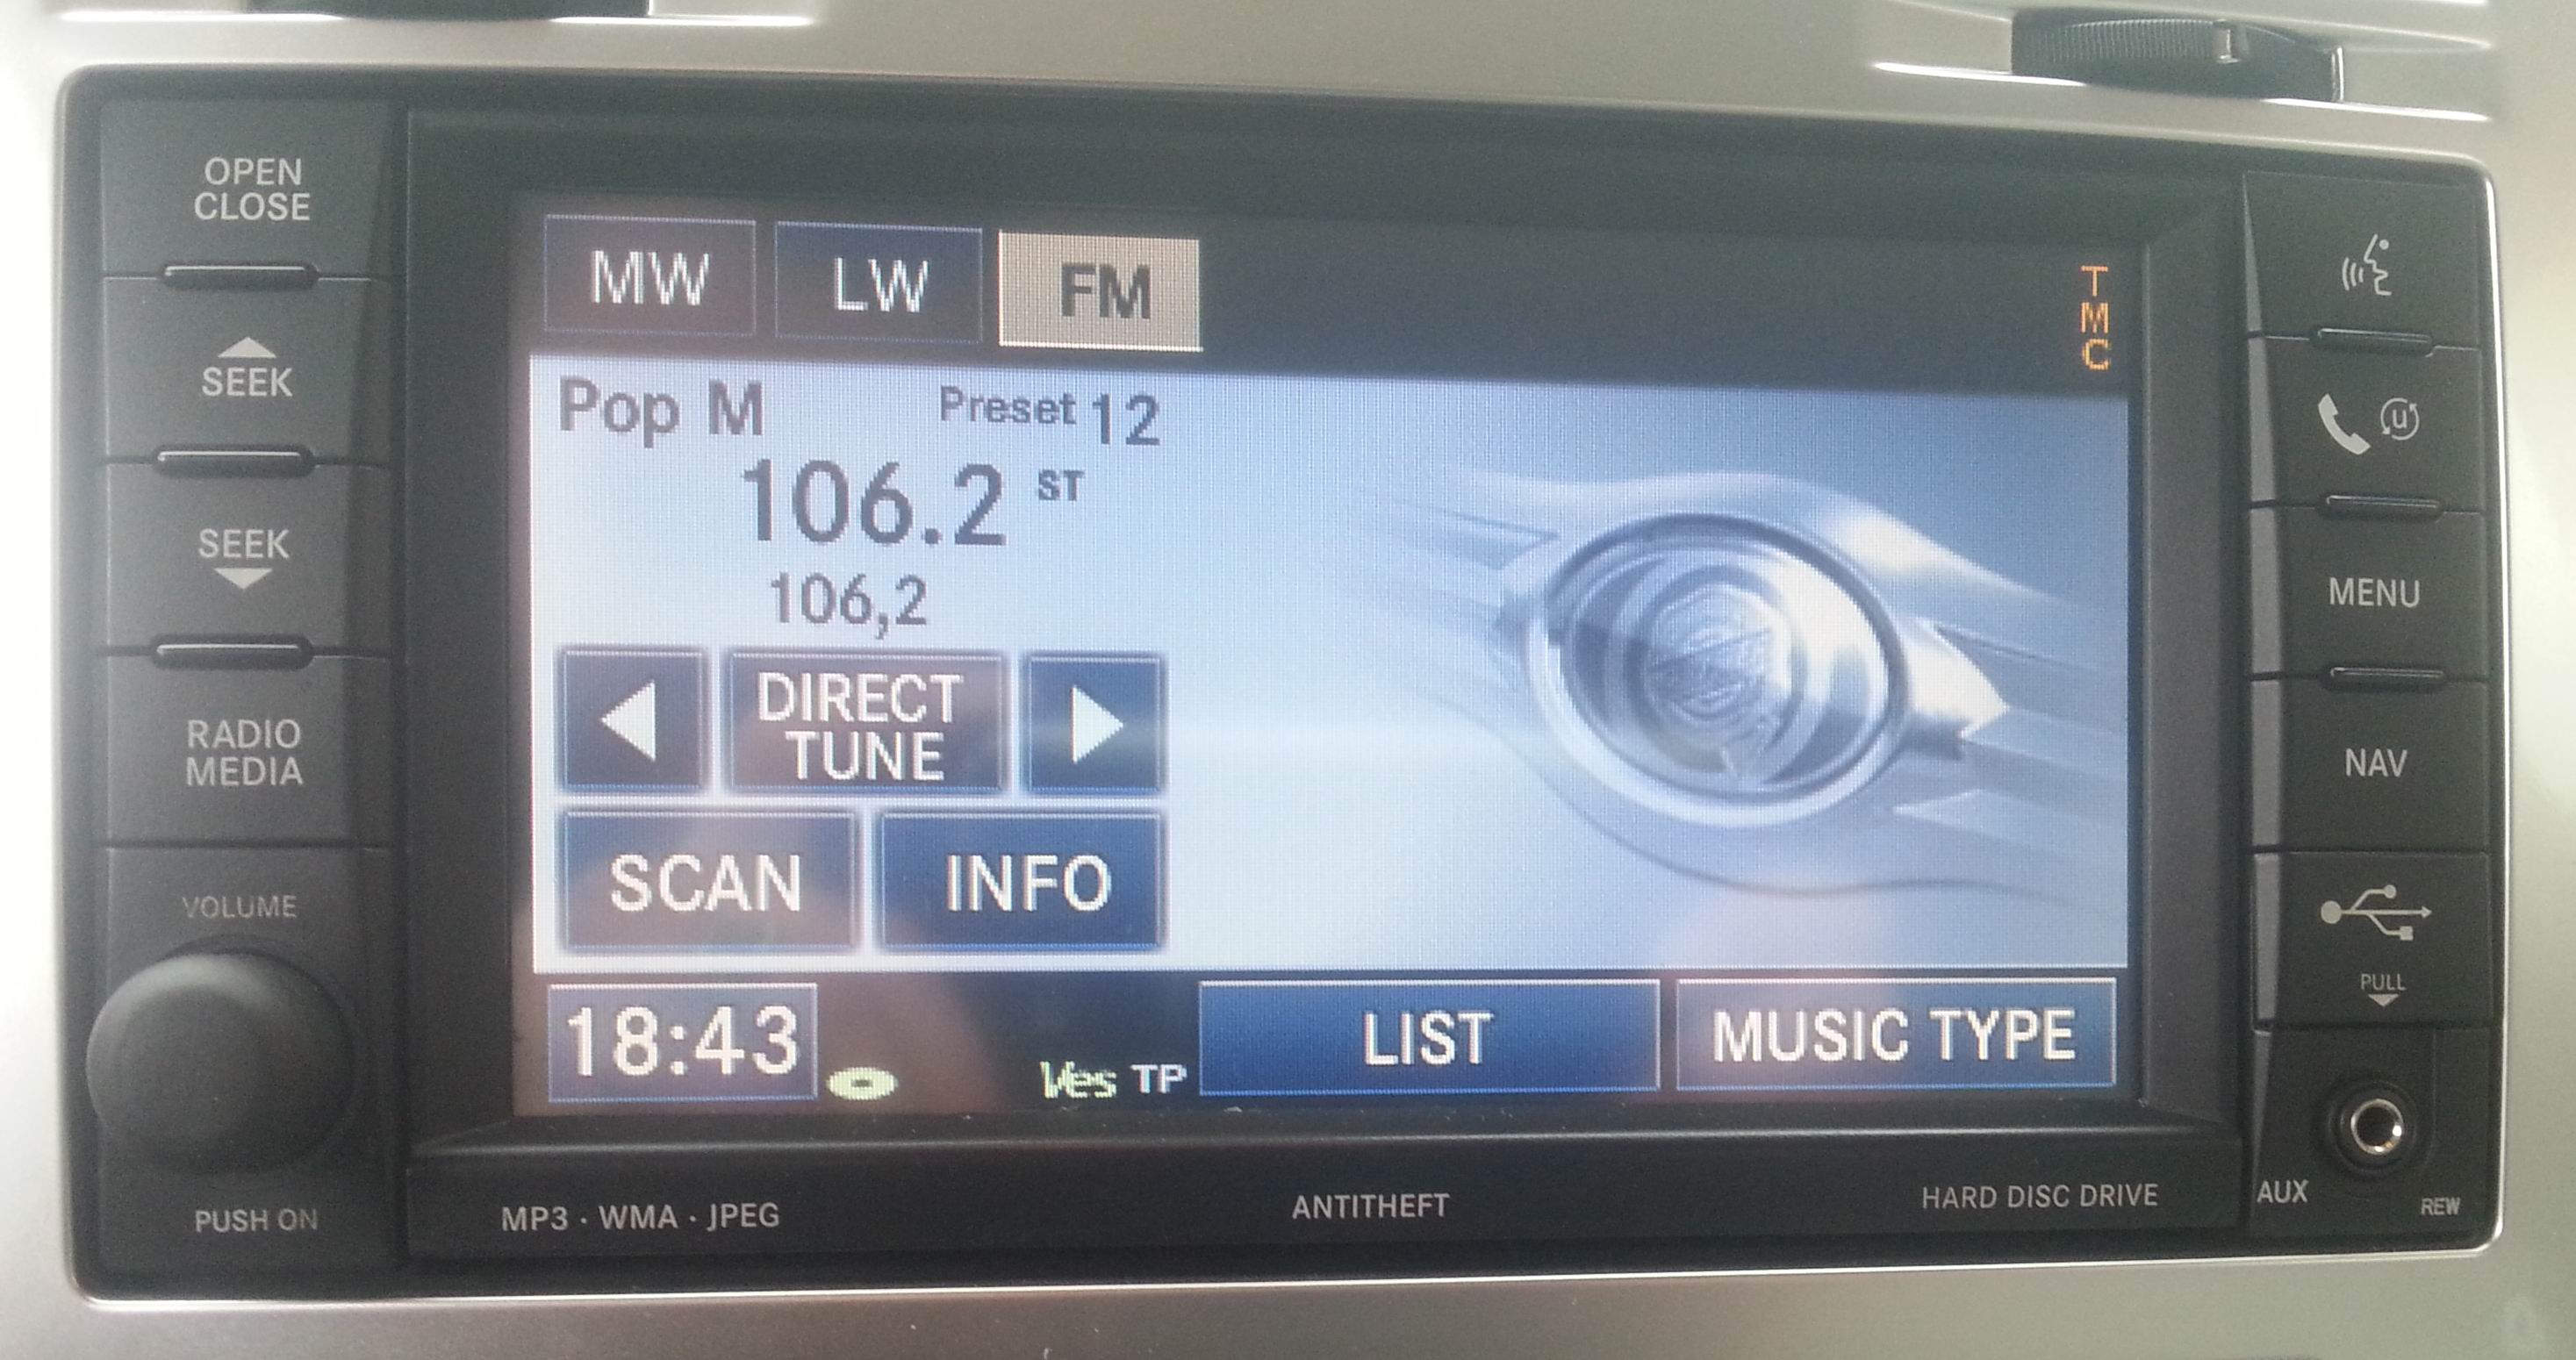 OPEN
CLOSE
SEEK
SEEK
RADIO
MEDIA
VOLUME
PUSH ON
MW LW FM
TMC
Pop M Preset 12
106.2 ST
106,2
DIRECT
TUNE
SCAN INFO
18:43 Ves TP LIST MUSIC TYPE
MP3 · WMA · JPEG ANTITHEFT HARD DISC DRIVE
u
MENU
NAV
PULL
AUX REW